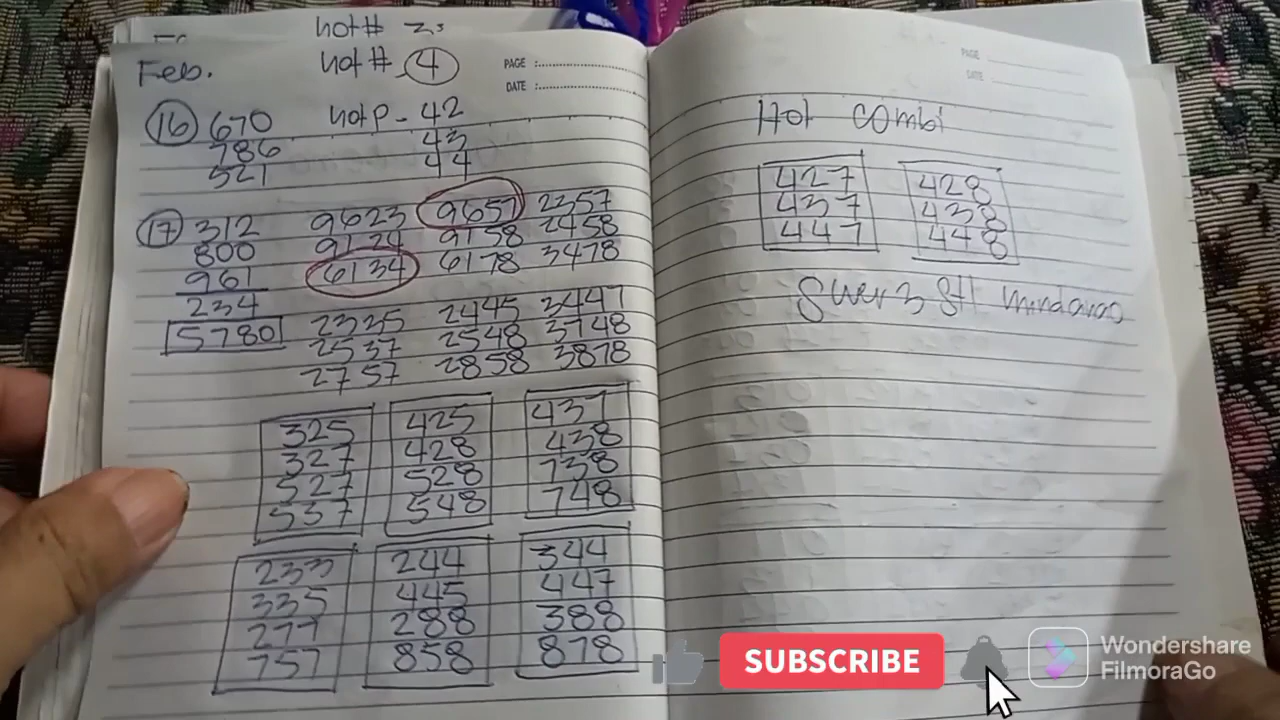 hot # 3
Feb. hot # 4 PAGE :
DATE :
16 670 hot p - 42
786 43
521 44
17 312 9623 9657 2357
800 9124 9158 2458
961 6134 6178 3478
234
5780 2335 2445 3447
2537 2548 3748
2757 2858 3878
325 425 437
327 428 438
527 528 738
537 548 748
233 244 344
335 445 447
277 288 388
757 858 878
PAGE
DATE
Hot combi
427 428
437 438
447 448
Swer3 Stl mindanao
SUBSCRIBE
Wondershare
FilmoraGo